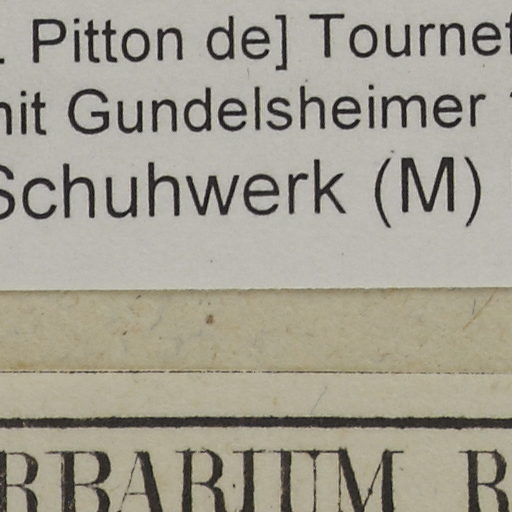 . Pitton de] Tournef
mit Gundelsheimer
Schuhwerk (M)
ERBARIUM R